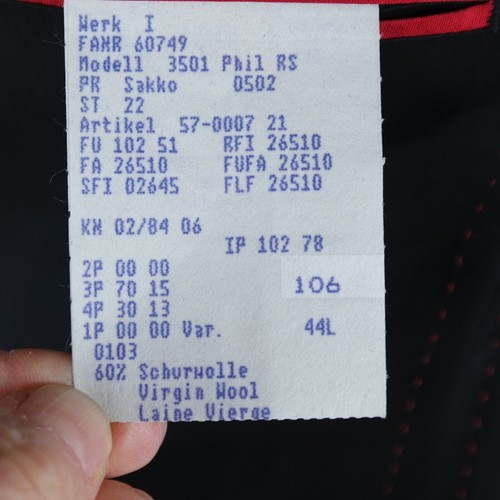 Werk I
FANR 60749
Modell 3501 Phil RS
PR Sakko 0502
ST 22
Artikel 57-0007 21
FU 102 51 RFI 26510
FA 26510 FUFA 26510
SFI 02645 FLF 26510
KN 02/84 06
IP 102 78
2P 00 00
3P 70 15 106
4P 30 13
1P 00 00 Var. 44L
0103
60% Schurwolle
Virgin Wool
Laine Vierge